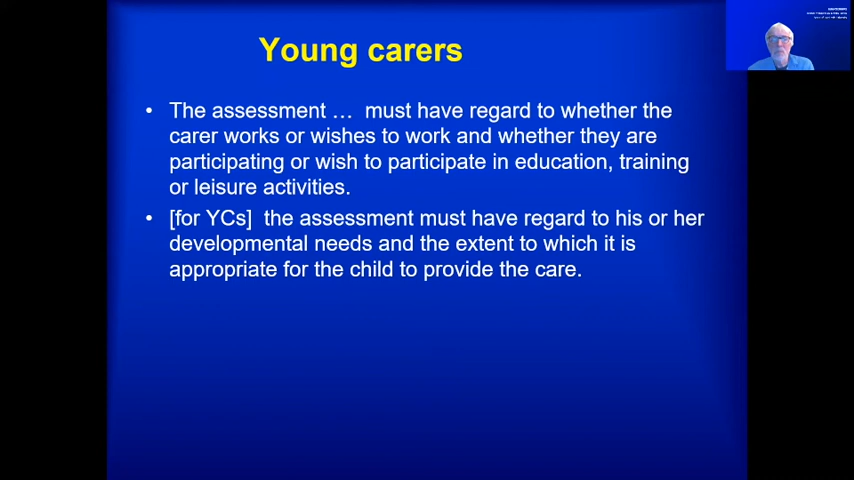 Young carers
• The assessment … must have regard to whether the
carer works or wishes to work and whether they are
participating or wish to participate in education, training
or leisure activities.
• [for YCs] the assessment must have regard to his or her
developmental needs and the extent to which it is
appropriate for the child to provide the care.